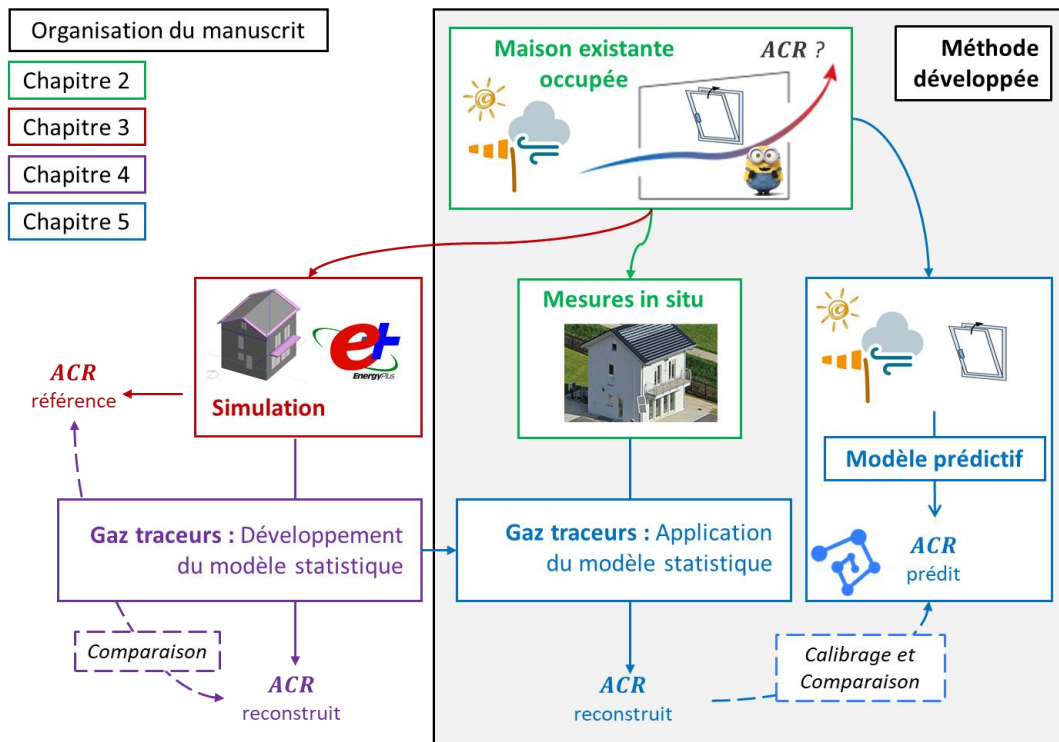 Organisation du manuscrit
Chapitre 2
Chapitre 3
Chapitre 4
Chapitre 5
Maison existante
occupée
ACR ?
Méthode
développée
e+
EnergyPlus
Simulation
ACR
référence
Mesures in situ
Modèle prédictif
ACR
prédit
Gaz traceurs : Développement
du modèle statistique
Gaz traceurs : Application
du modèle statistique
Comparaison
ACR
reconstruit
ACR
reconstruit
Calibrage et
Comparaison